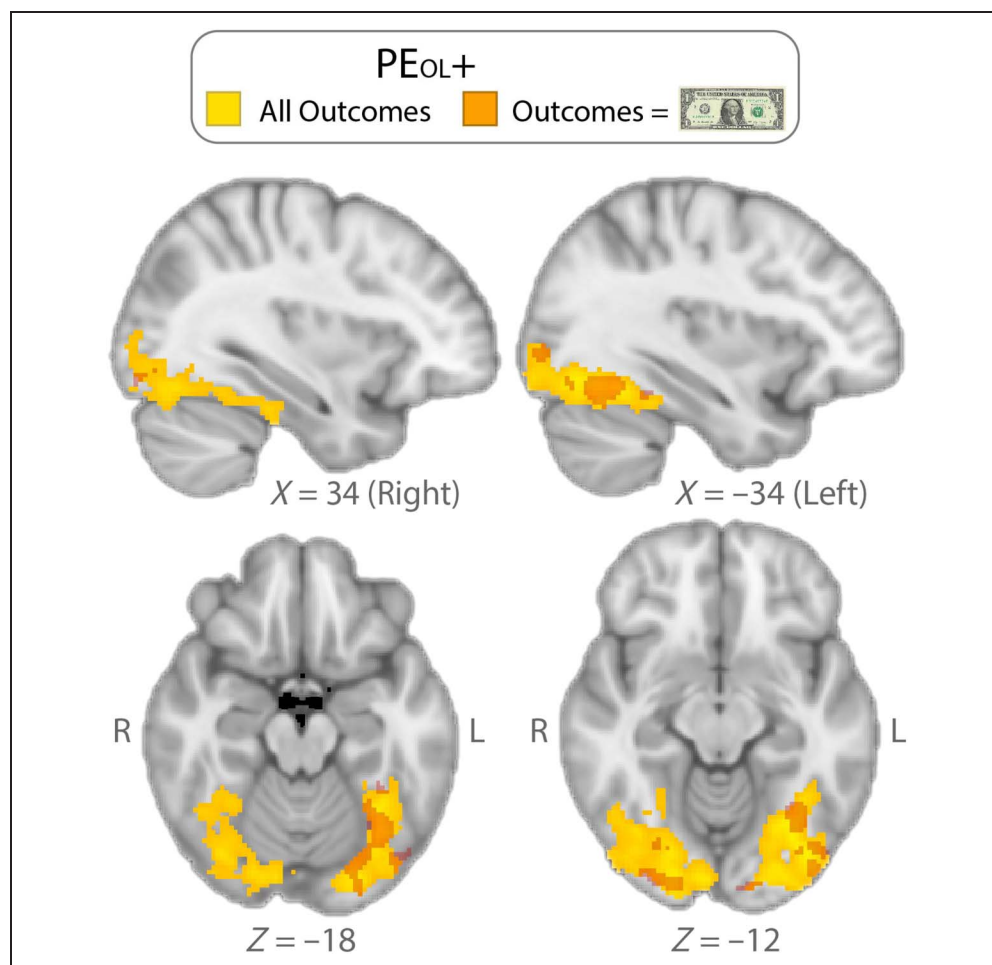 PEOL+
All Outcomes Outcomes =
X = 34 (Right) X = –34 (Left)
R L R L
Z = –18 Z = –12